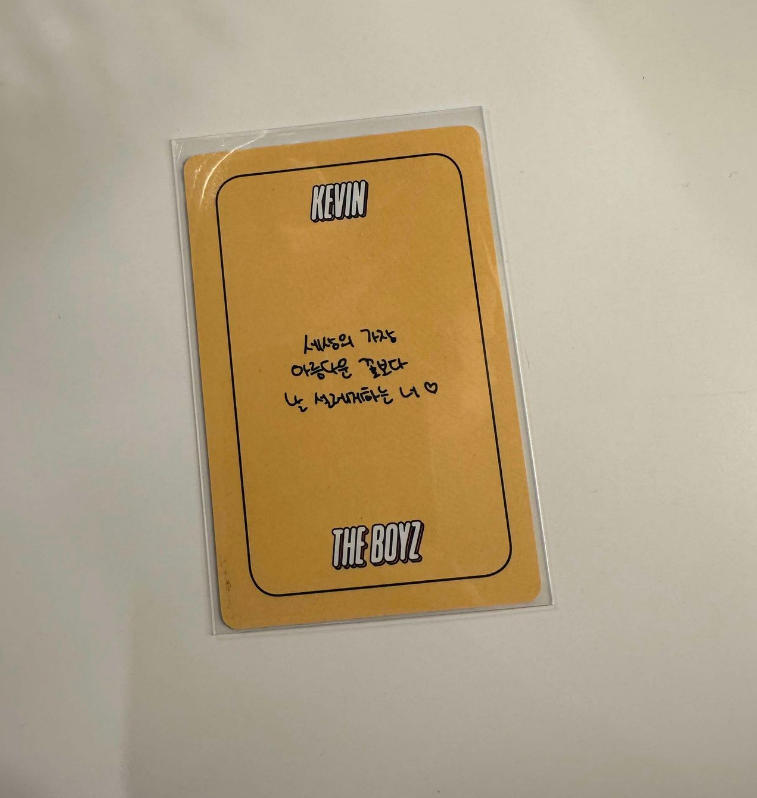 KEVIN
세상의 가장
아름다운 꽃보다
날 설레게하는 너♡
THE BOYZ